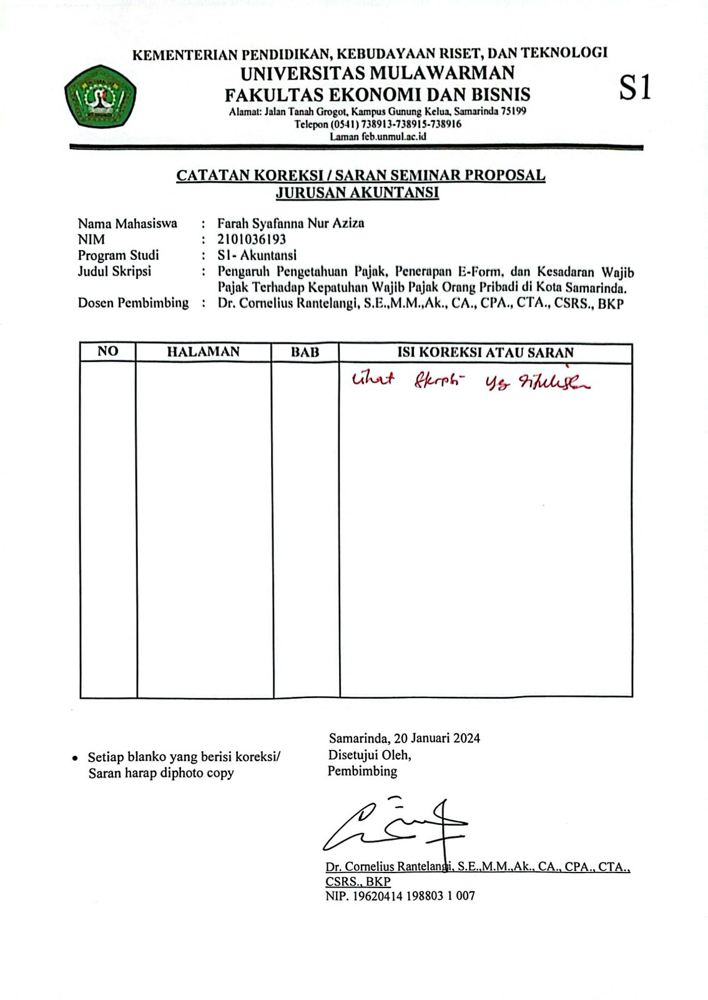 KEMENTERIAN PENDIDIKAN, KEBUDAYAAN RISET, DAN TEKNOLOGI
UNIVERSITAS MULAWARMAN
FAKULTAS EKONOMI DAN BISNIS
S1
Alamat: Jalan Tanah Grogot, Kampus Gunung Kelua, Samarinda 75199
Telepon (0541) 738913-738915-738916
Laman feb.unmul.ac.id
CATATAN KOREKSI / SARAN SEMINAR PROPOSAL
JURUSAN AKUNTANSI
Nama Mahasiswa : Farah Syafanna Nur Aziza
NIM : 2101036193
Program Studi : S1- Akuntansi
Judul Skripsi : Pengaruh Pengetahuan Pajak, Penerapan E-Form, dan Kesadaran Wajib
Pajak Terhadap Kepatuhan Wajib Pajak Orang Pribadi di Kota Samarinda.
Dosen Pembimbing : Dr. Cornelius Rantelangi, S.E.,M.M.,Ak., CA., CPA., CTA., CSRS., BKP
NO HALAMAN BAB ISI KOREKSI ATAU SARAN
Lihat Skripsi yg
Samarinda, 20 Januari 2024
Disetujui Oleh,
Pembimbing
• Setiap blanko yang berisi koreksi/
Saran harap diphoto copy
Dr. Cornelius Rantelangi, S.E.,M.M.,Ak., CA., CPA., CTA.,
CSRS., BKP
NIP. 19620414 198803 1 007